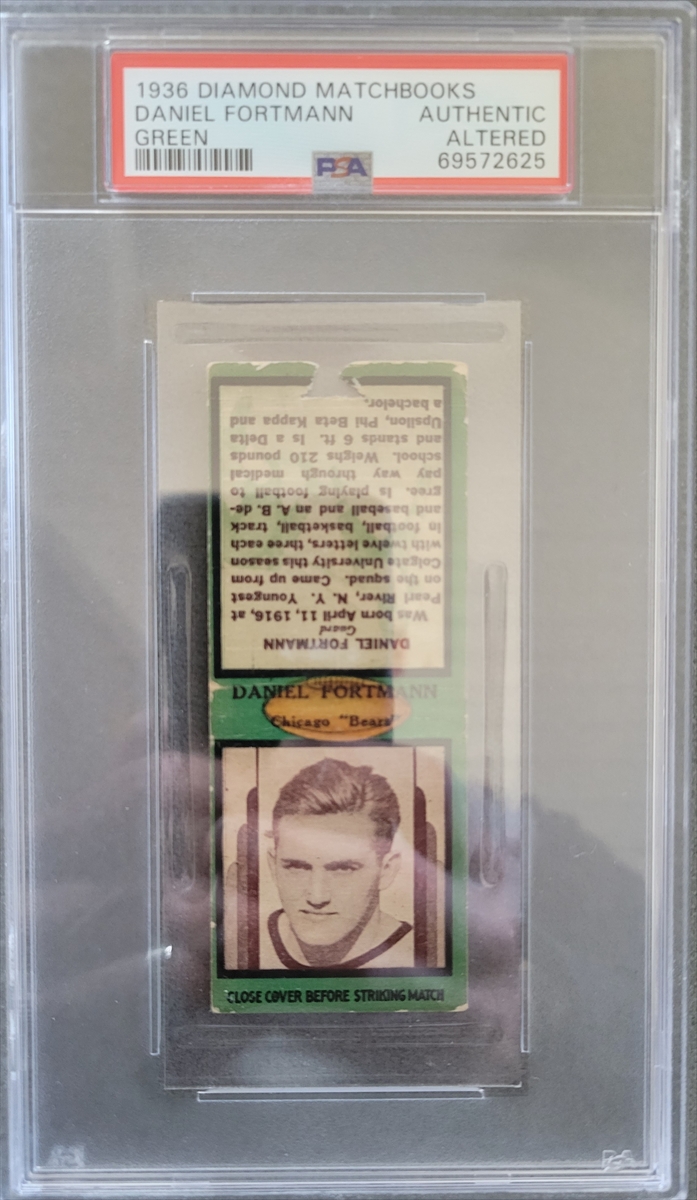 1936 DIAMOND MATCHBOOKS
DANIEL FORTMANN AUTHENTIC
GREEN ALTERED
PSA 69572625
DANIEL FORTMANN
Guard
Was born April 11, 1916, at
Pearl River, N. Y. Youngest
on the squad. Came up from
Colgate University this season
with twelve letters, three each
in football, basketball, track
and baseball and an A. B. de-
gree. Is playing football to
pay way through medical
school. Weighs 210 pounds
and stands 6 ft. Is a Delta
Upsilon, Phi Beta Kappa and
a bachelor.
DANIEL FORTMANN
Chicago "Bears"
CLOSE COVER BEFORE STRIKING MATCH
PSA